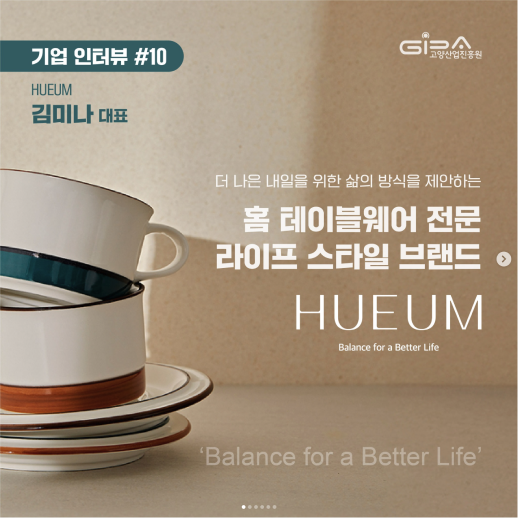 기업 인터뷰 #10
GIPA
고양산업진흥원
HUEUM
김미나 대표
더 나은 내일을 위한 삶의 방식을 제안하는
홈 테이블웨어 전문
라이프 스타일 브랜드
HUEUM
Balance for a Better Life
‘Balance for a Better Life’